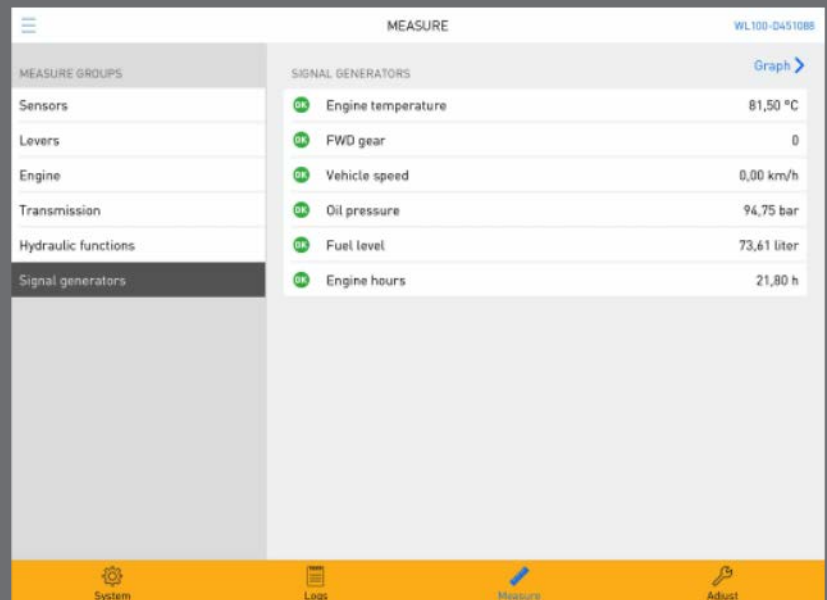 MEASURE
WL100-D451088
MEASURE GROUPS
Sensors
Levers
Engine
Transmission
Hydraulic functions
Signal generators
SIGNAL GENERATORS
Graph
OK Engine temperature 81,50 °C
OK FWD gear 0
OK Vehicle speed 0,00 km/h
OK Oil pressure 94,75 bar
OK Fuel level 73,61 liter
OK Engine hours 21,80 h
System
Logs
Measure
Adjust